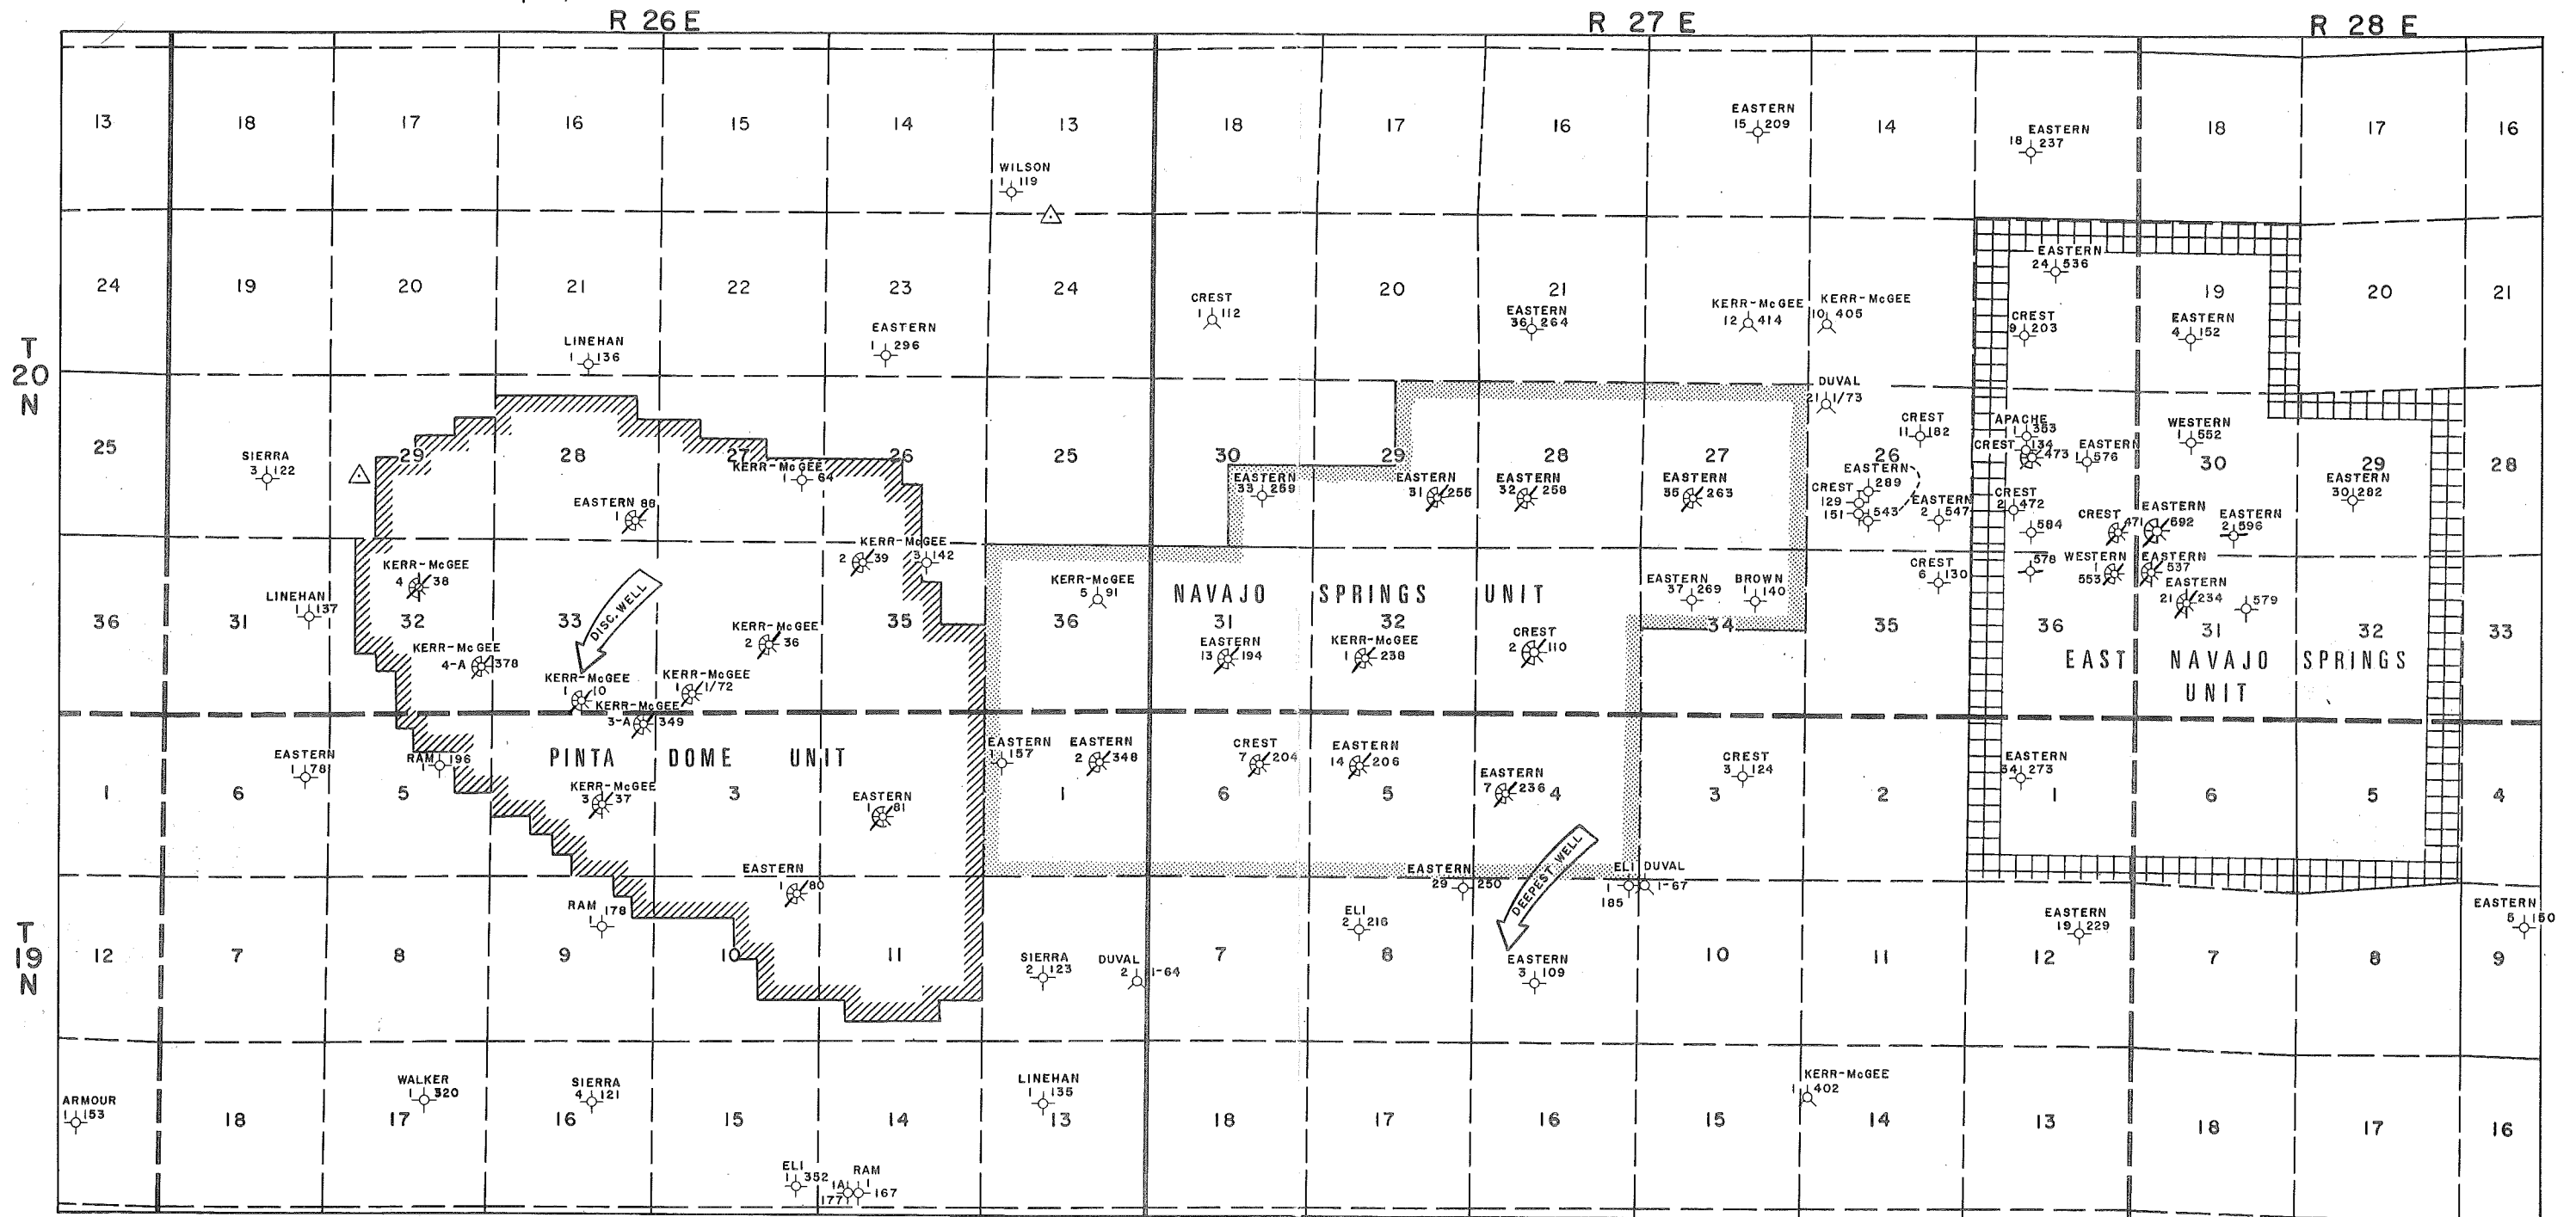 R 26 E
R 27 E
R 28 E
13
18
17
16
15
14
13
18
17
16
EASTERN
15 209
14
EASTERN
18 237
18
17
16
WILSON
1 119
T
20
N
24
19
20
21
22
23
24
CREST
1 112
20
21
EASTERN
36 264
KERR-McGEE
12 414
KERR-McGEE
10 405
EASTERN
24 536
CREST
9 203
19
EASTERN
4 152
20
21
LINEHAN
1 136
EASTERN
1 296
25
SIERRA
3 122
29
28
27
KERR-McGEE
1 64
26
25
30
EASTERN
33 259
29
EASTERN
31 255
28
EASTERN
32 258
27
EASTERN
35 263
DUVAL
21 1/73
CREST
11 182
26
EASTERN
289
CREST
129
151 543
EASTERN
2 547
APACHE
1 353
CREST 134
473
EASTERN
1 576
WESTERN
1 552
30
29
EASTERN
30 282
28
CREST
2 472
584
CREST 471
EASTERN
692
EASTERN
2 596
EASTERN 88
1
36
LINEHAN
1 137
31
KERR-McGEE
4 38
32
KERR-McGEE
4-A 378
33
DISC. WELL
KERR-McGEE
1 10
KERR-McGEE
3-A 349
KERR-McGEE
1 1/72
KERR-McGEE
2 36
KERR-McGEE
2 39
3 142
35
KERR-McGEE
5 91
36
NAVAJO SPRINGS UNIT
31
EASTERN
13 194
32
KERR-McGEE
1 238
CREST
2 110
EASTERN
37 269
BROWN
1 140
34
CREST
6 130
35
578
WESTERN
1
553
EASTERN
537
EASTERN
21 234
579
36
31
32
33
EAST NAVAJO SPRINGS
UNIT
PINTA DOME UNIT
1
EASTERN
1 78
6
RAM 196
1
5
KERR-McGEE
3 37
3
EASTERN
1 81
EASTERN
1 157
EASTERN
2 348
1
CREST
7 204
6
EASTERN
14 206
5
EASTERN
7 236
4
CREST
3 124
3
2
EASTERN
34 273
1
6
5
4
T
19
N
12
7
8
RAM
1 178
9
EASTERN
1 80
10
11
SIERRA
2 123
DUVAL
2 1-64
7
ELI
2 216
8
EASTERN
29 250
DEEPEST WELL
EASTERN
3 109
ELI
1
185
DUVAL
1-67
10
11
EASTERN
19 229
12
7
8
EASTERN
5 150
9
ARMOUR
1 153
18
WALKER
1 320
17
SIERRA
4 121
16
15
14
LINEHAN
1 135
13
18
17
16
15
KERR-McGEE
1 402
14
13
18
17
16
ELI
1 352
RAM
1A 1
177 167